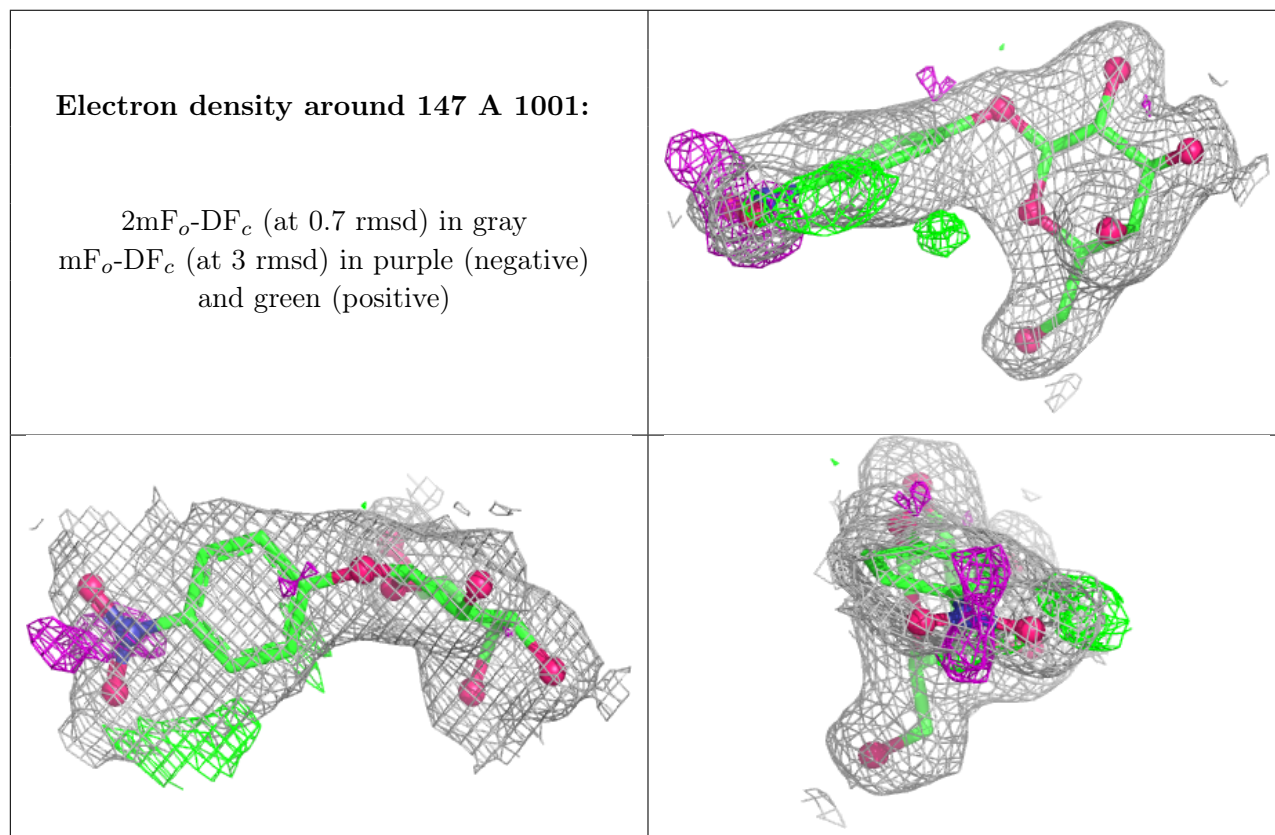 Electron density around 147 A 1001:
2mFo-DFc (at 0.7 rmsd) in gray
mFo-DFc (at 3 rmsd) in purple (negative)
and green (positive)